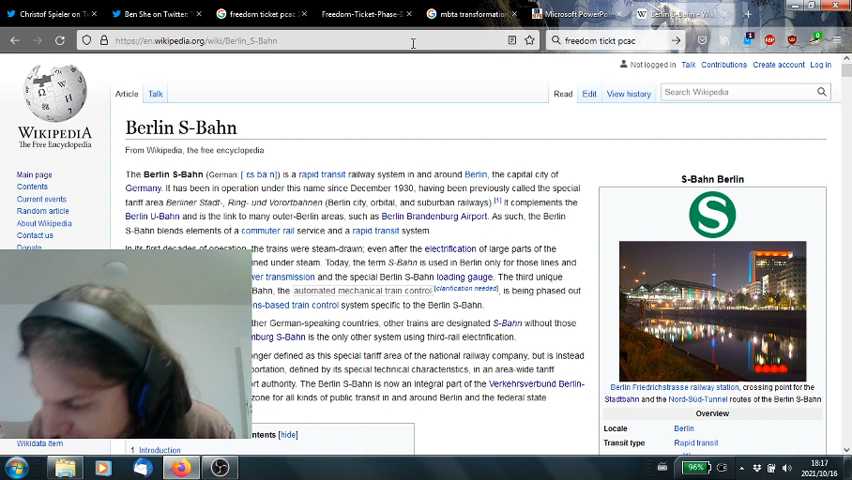 Christof Spieler on T
Ben She on Twitter:
freedom ticket pcac
Freedom-Ticket-Phase-I
mbta transformation
Microsoft PowerPoin
Berlin S-Bahn - Wikip
https://en.wikipedia.org/wiki/Berlin_S-Bahn
freedom tickt pcac
Not logged in Talk Contributions Create account Log in
Article Talk
Read Edit View history
Search Wikipedia
WIKIPEDIA
The Free Encyclopedia
Main page
Contents
Current events
Random article
About Wikipedia
Contact us
Donate
Wikidata item
Berlin S-Bahn
From Wikipedia, the free encyclopedia
The Berlin S-Bahn (German: [ˈɛs baːn]) is a rapid transit railway system in and around Berlin, the capital city of
Germany. It has been in operation under this name since December 1930, having been previously called the special
tariff area Berliner Stadt-, Ring- und Vorortbahnen (Berlin city, orbital, and suburban railways).[1] It complements the
Berlin U-Bahn and is the link to many outer-Berlin areas, such as Berlin Brandenburg Airport. As such, the Berlin
S-Bahn blends elements of a commuter rail service and a rapid transit system.
In its first decades of operation, the trains were steam-drawn; even after the electrification of large parts of the
ined under steam. Today, the term S-Bahn is used in Berlin only for those lines and
wer transmission and the special Berlin S-Bahn loading gauge. The third unique
Bahn, the automated mechanical train control[clarification needed], is being phased out
ons-based train control system specific to the Berlin S-Bahn.
ther German-speaking countries, other trains are designated S-Bahn without those
mburg S-Bahn is the only other system using third-rail electrification.
onger defined as this special tariff area of the national railway company, but is instead
portation, defined by its special technical characteristics, in an area-wide tariff
ort authority. The Berlin S-Bahn is now an integral part of the Verkehrsverbund Berlin-
zone for all kinds of public transit in and around Berlin and the federal state
ntents [hide]
1 Introduction
S-Bahn Berlin
S
Berlin Friedrichstrasse railway station, crossing point for the
Stadtbahn and the Nord-Süd-Tunnel routes of the Berlin S-Bahn
Overview
Locale Berlin
Transit type Rapid transit
96%
18:17
2021/10/16